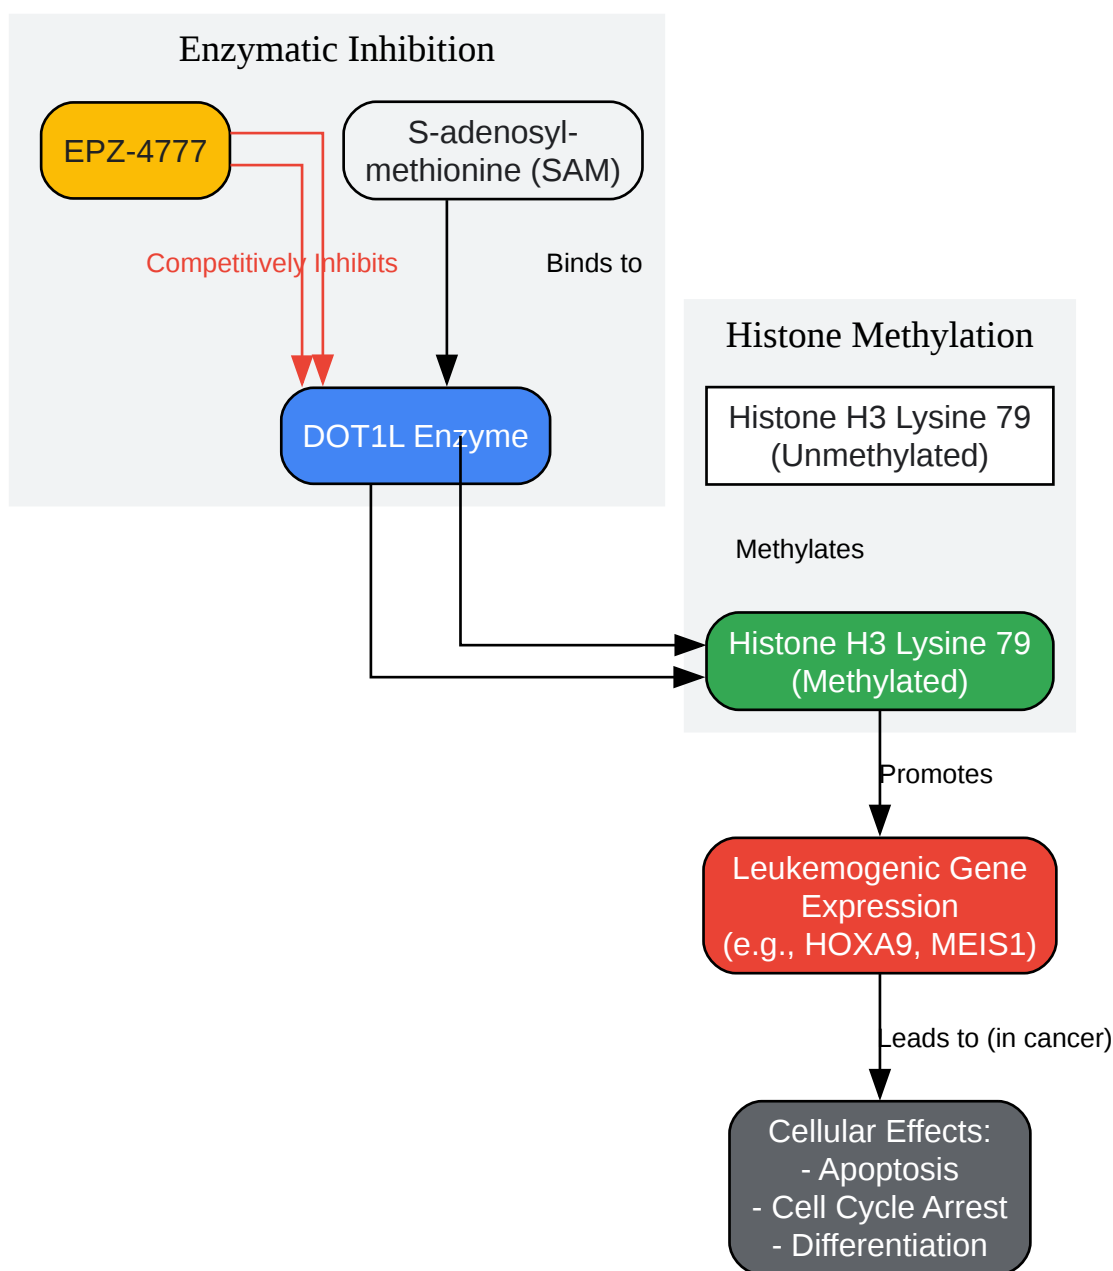 Enzymatic Inhibition
EPZ-4777
S-adenosyl-
methionine (SAM)
Competitively Inhibits
Binds to
DOT1L Enzyme
Histone Methylation
Histone H3 Lysine 79
(Unmethylated)
Methylates
Histone H3 Lysine 79
(Methylated)
Promotes
Leukemogenic Gene
Expression
(e.g., HOXA9, MEIS1)
Leads to (in cancer)
Cellular Effects:
- Apoptosis
- Cell Cycle Arrest
- Differentiation